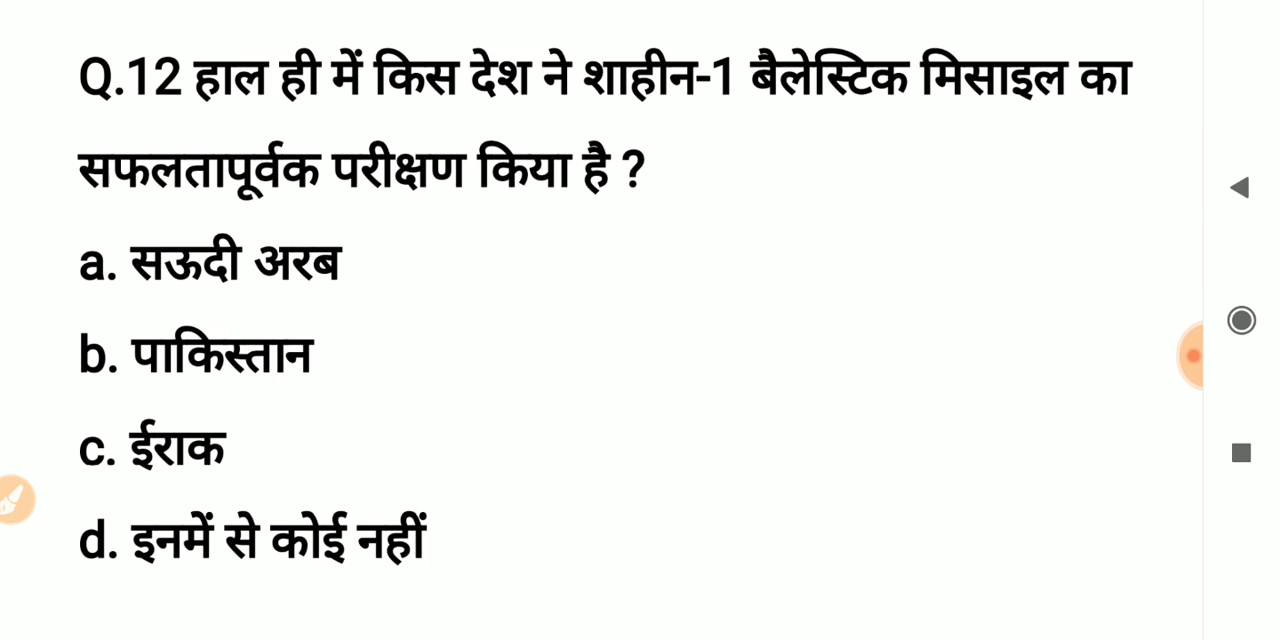 Q.12 हाल ही में किस देश ने शाहीन-1 बैलेस्टिक मिसाइल का
सफलतापूर्वक परीक्षण किया है ?
a. सऊदी अरब
b. पाकिस्तान
c. ईराक
d. इनमें से कोई नहीं